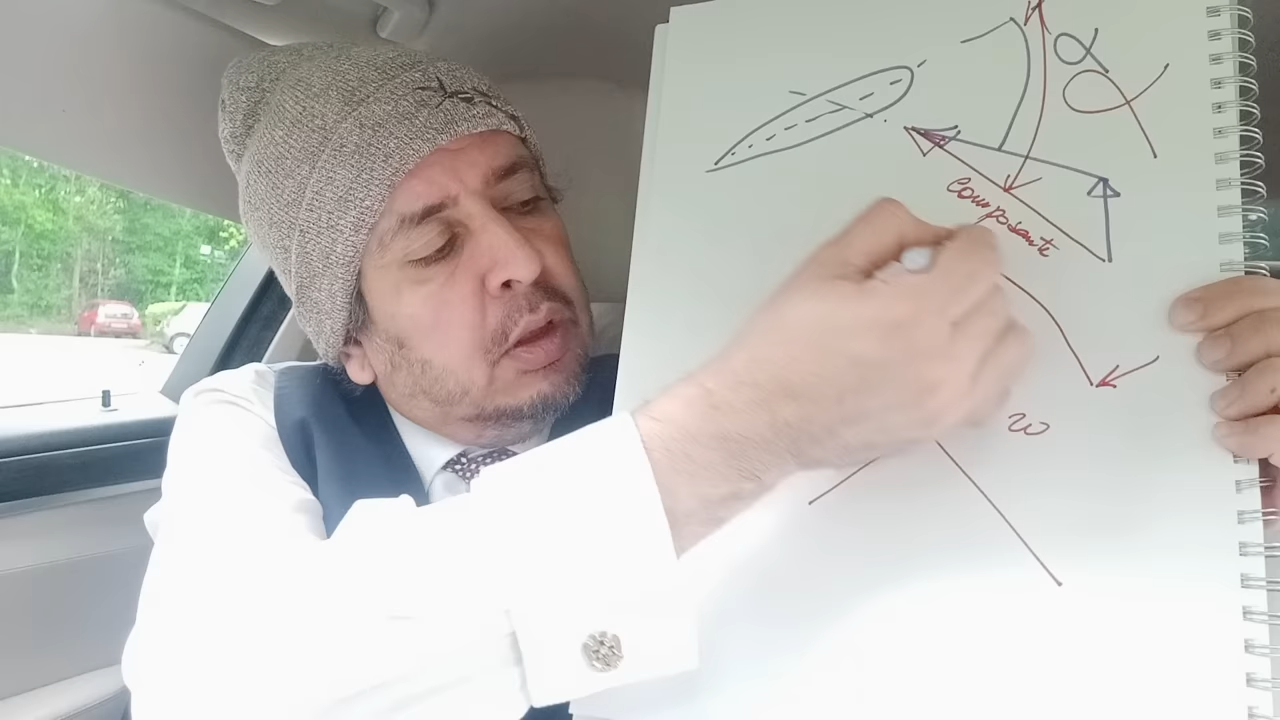 α
α
composante
w